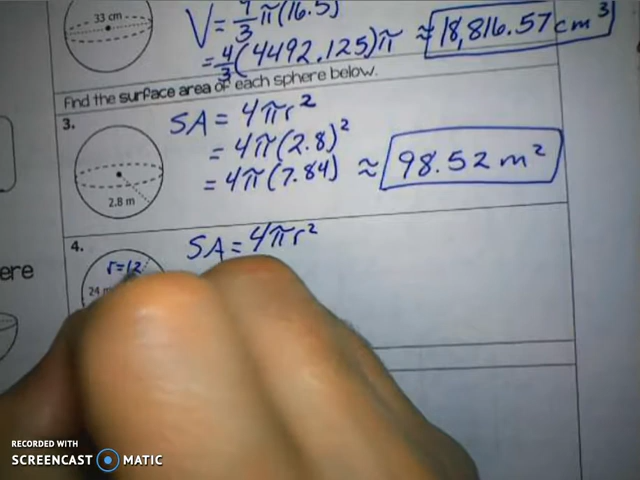 33 cm
V = 4/3 π(16.5)
= 4/3 (4492.125)π ≈ 18,816.57 cm³
Find the surface area of each sphere below.
3.
SA = 4πr²
= 4π(2.8)²
= 4π(7.84) ≈ 98.52 m²
2.8 m
4.
SA = 4πr²
r=12
24
ere
RECORDED WITH
SCREENCAST MATIC